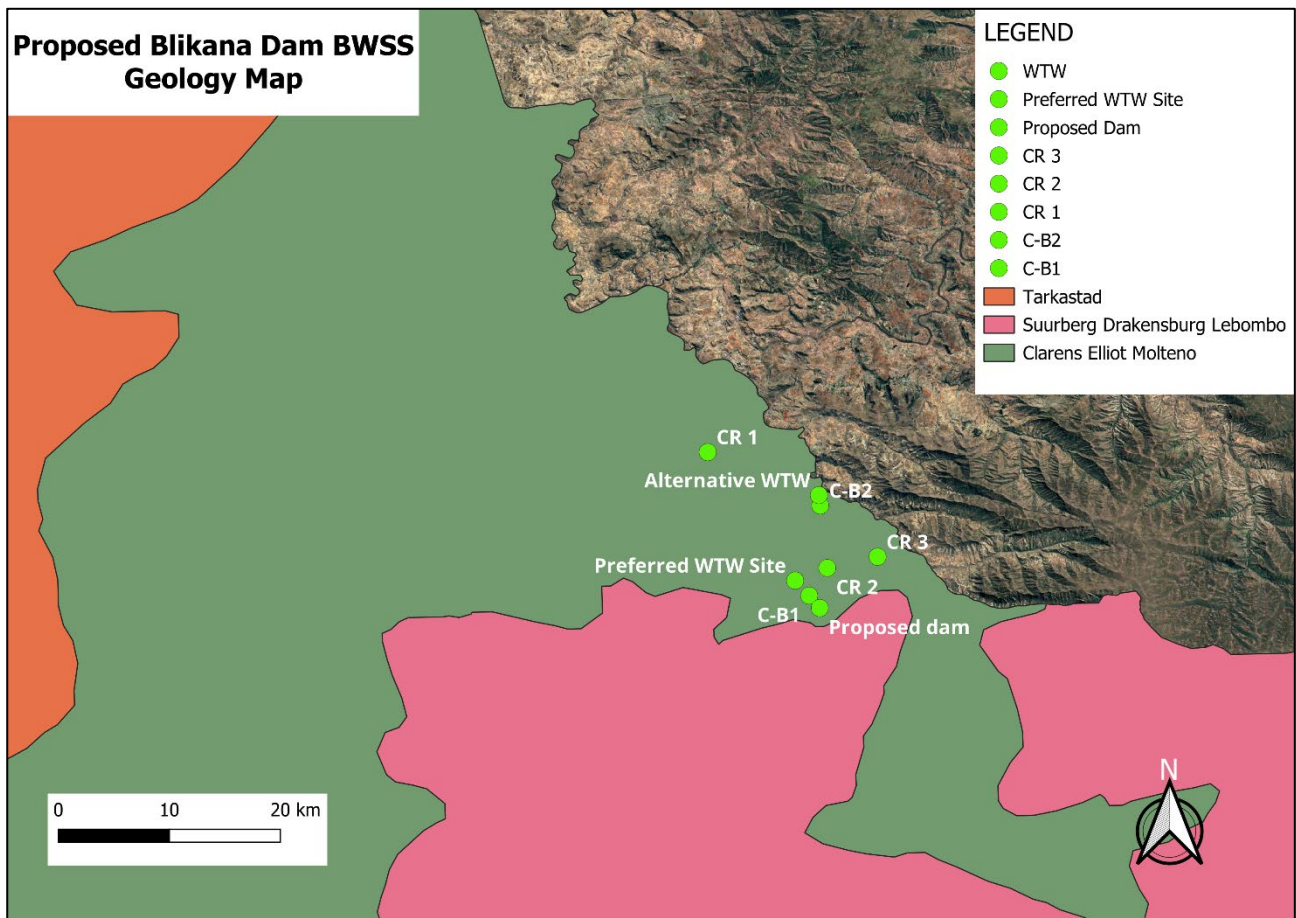 Proposed Blikana Dam BWSS
Geology Map
LEGEND
WTW
Preferred WTW Site
Proposed Dam
CR 3
CR 2
CR 1
C-B2
C-B1
Tarkastad
Suurberg Drakensburg Lebombo
Clarens Elliot Molteno
CR 1
Alternative WTW
C-B2
CR 3
Preferred WTW Site
CR 2
C-B1
Proposed dam
N
0 10 20 km